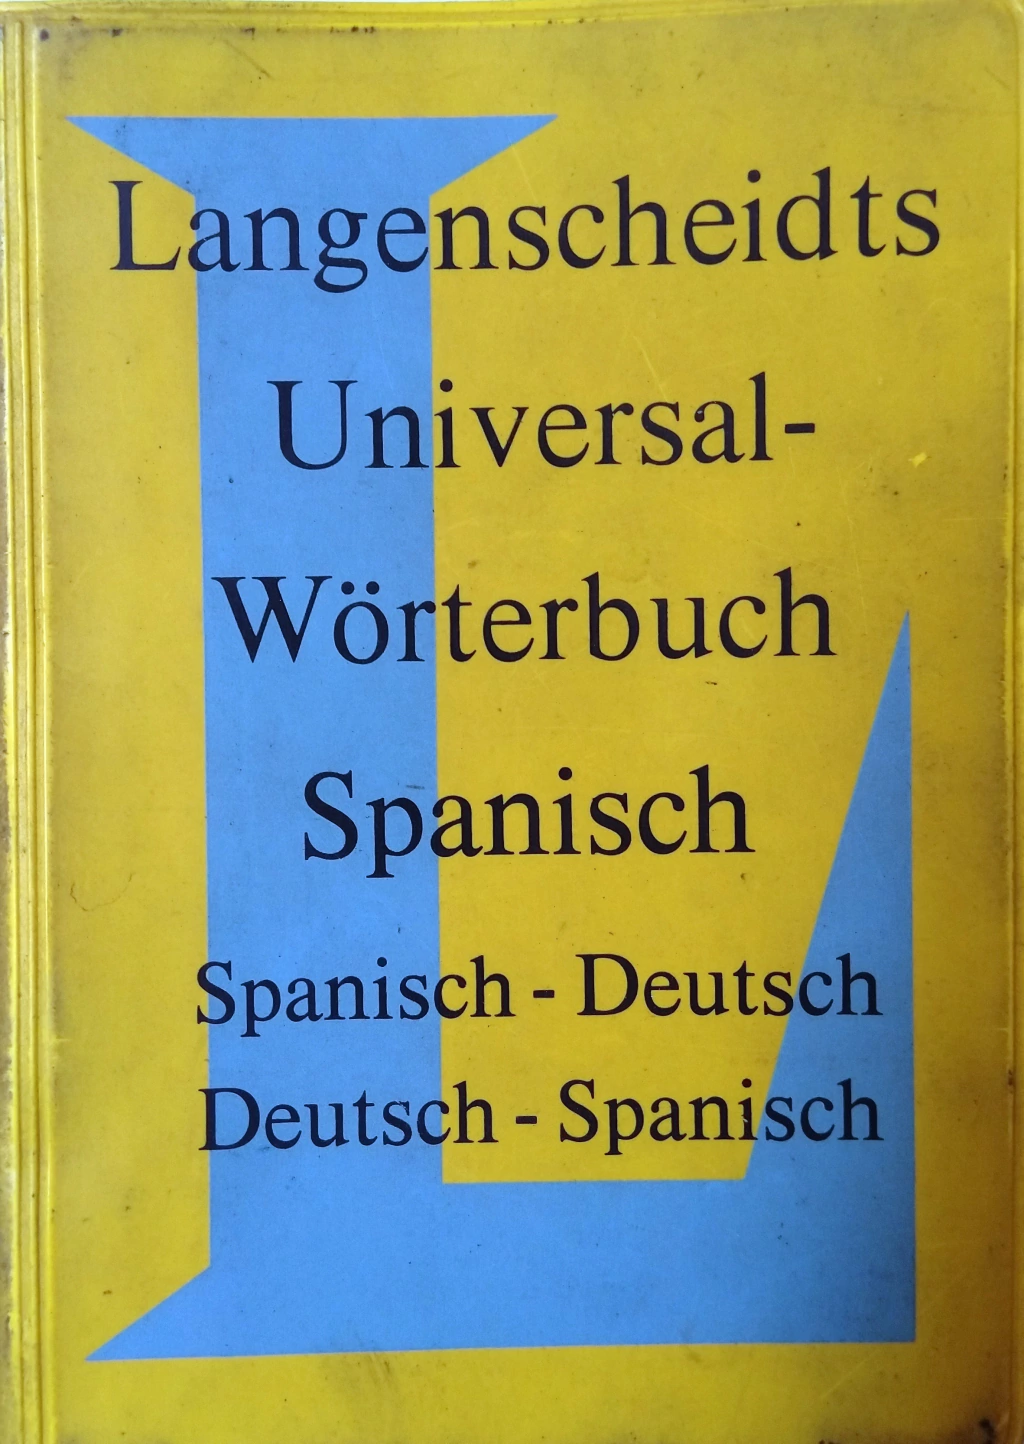 Langenscheidts
Universal-
Wörterbuch
Spanisch
Spanisch - Deutsch
Deutsch - Spanisch